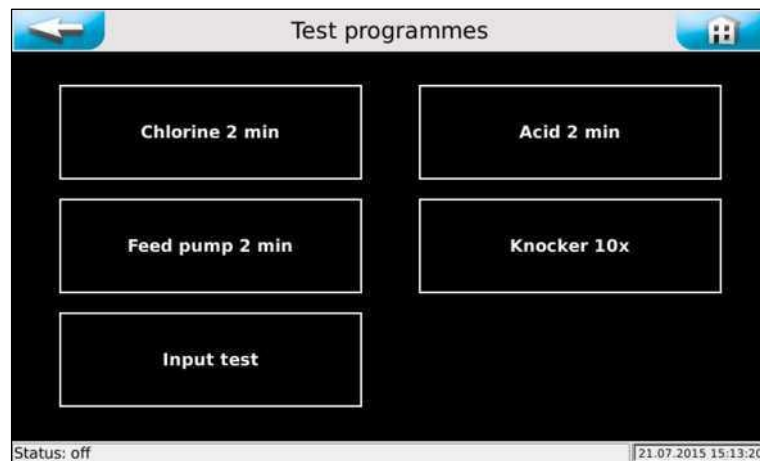 Test programmes
Chlorine 2 min
Acid 2 min
Feed pump 2 min
Knocker 10x
Input test
Status: off
21.07.2015 15:13:20